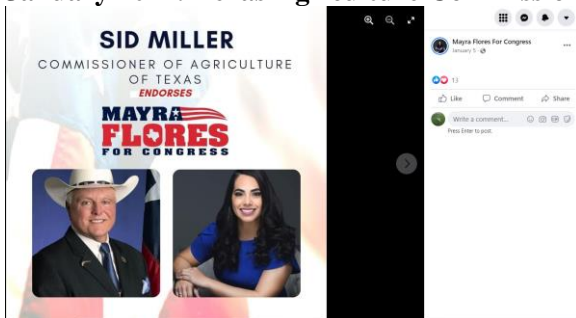 SID MILLER
COMMISSIONER OF AGRICULTURE
OF TEXAS
ENDORSES
MAYRA
FLORES
FOR CONGRESS
Mayra Flores For Congress
January 5
13
Like Comment Share
Write a comment...
Press Enter to post.